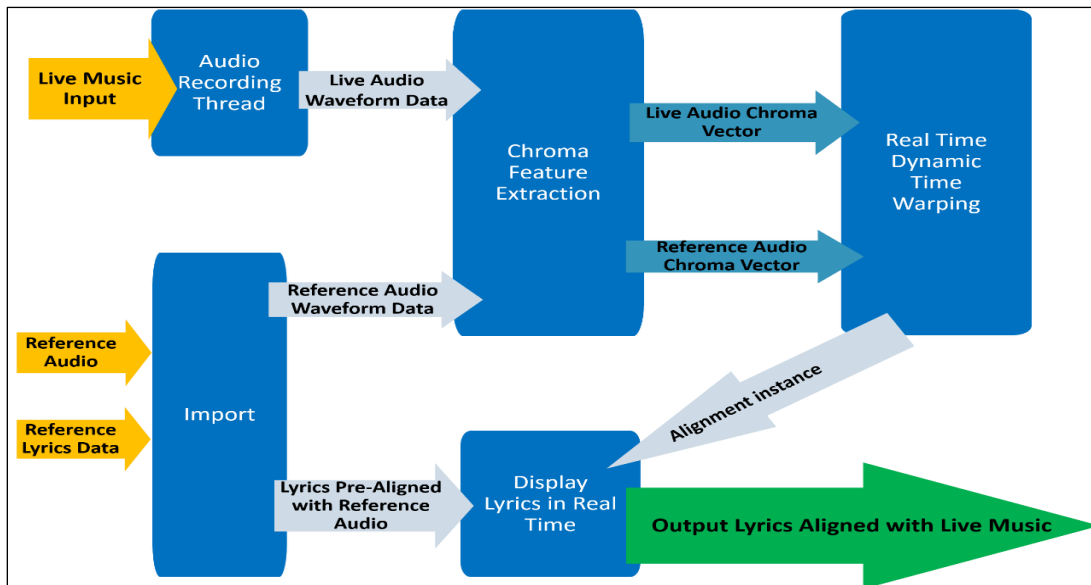 Live Music
Input
Audio
Recording
Thread
Live Audio
Waveform Data
Chroma
Feature
Extraction
Live Audio Chroma
Vector
Reference Audio
Chroma Vector
Real Time
Dynamic
Time
Warping
Reference
Audio
Reference
Lyrics Data
Import
Reference Audio
Waveform Data
Lyrics Pre-Aligned
with Reference
Audio
Alignment instance
Display
Lyrics in Real
Time
Output Lyrics Aligned with Live Music